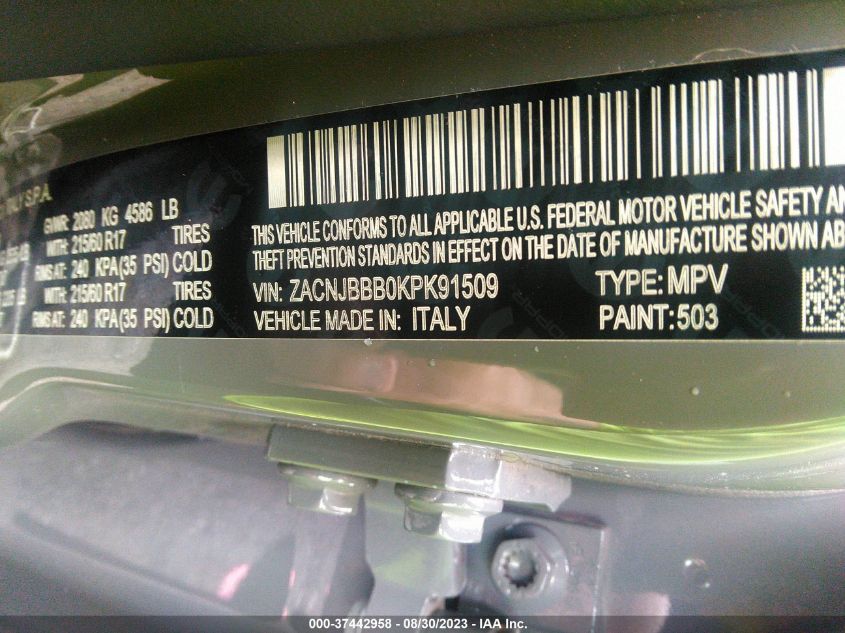 ITALY S.P.A.
GVWR: 2080 KG 4586 LB
WITH: 215/60 R17 TIRES
RIMS AT: 240 KPA(35 PSI) COLD
WITH: 215/60 R17 TIRES
RIMS AT: 240 KPA(35 PSI) COLD
THIS VEHICLE CONFORMS TO ALL APPLICABLE U.S. FEDERAL MOTOR VEHICLE SAFETY AN
THEFT PREVENTION STANDARDS IN EFFECT ON THE DATE OF MANUFACTURE SHOWN AB
VIN: ZACNJBBB0KPK91509 TYPE: MPV
VEHICLE MADE IN: ITALY PAINT: 503
000-37442958 - 08/30/2023 - IAA Inc.